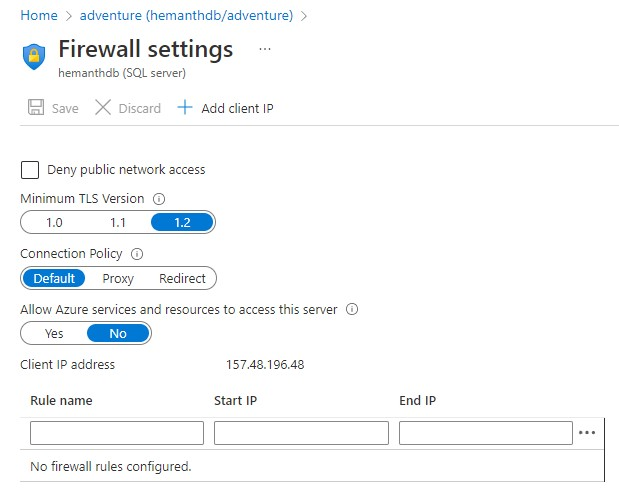 Home > adventure (hemanthdb/adventure) >
Firewall settings ...
hemanthdb (SQL server)
Save Discard Add client IP
Deny public network access
Minimum TLS Version
1.0 1.1 1.2
Connection Policy
Default Proxy Redirect
Allow Azure services and resources to access this server
Yes No
Client IP address 157.48.196.48
Rule name Start IP End IP
No firewall rules configured.